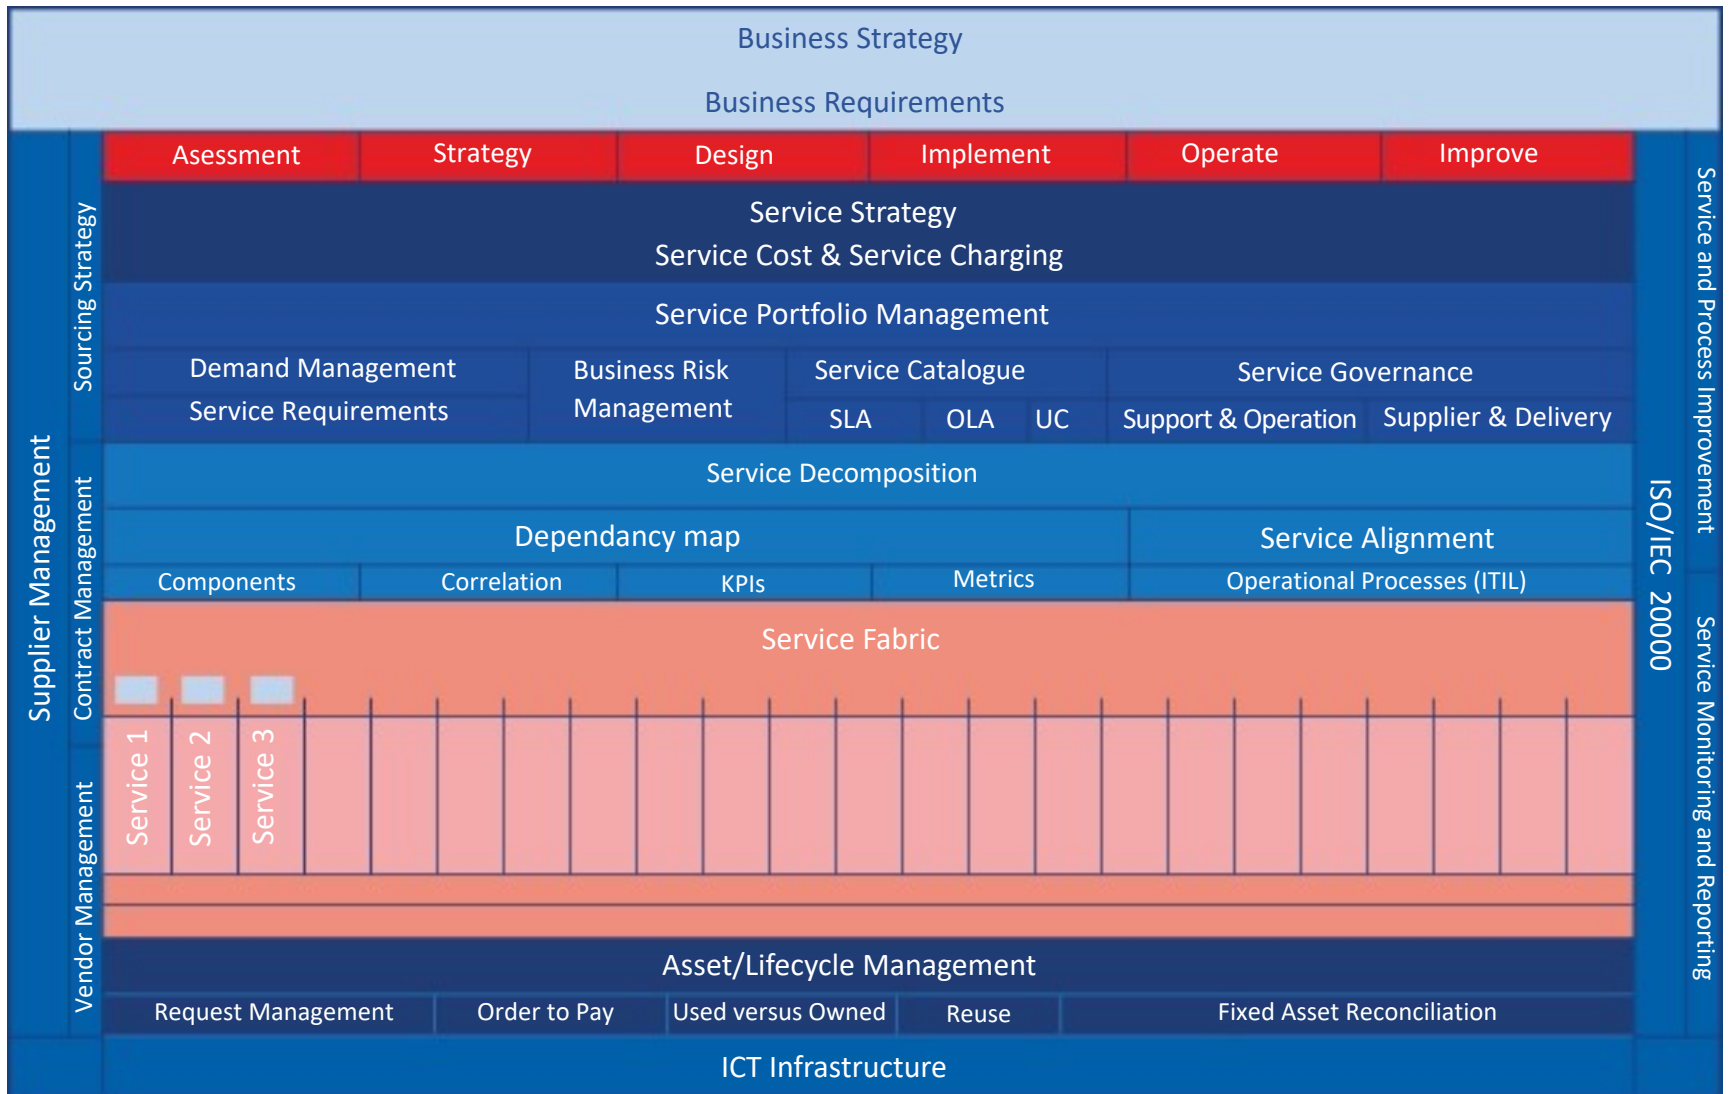 Business Strategy
Business Requirements
Asessment
Strategy
Design
Implement
Operate
Improve
Service Strategy
Service Cost & Service Charging
Service Portfolio Management
Demand Management
Service Requirements
Business Risk
Management
Service Catalogue
SLA
OLA
UC
Service Governance
Support & Operation
Supplier & Delivery
Service Decomposition
Dependancy map
Service Alignment
Components
Correlation
KPIs
Metrics
Operational Processes (ITIL)
Service Fabric
Service 1
Service 2
Service 3
Asset/Lifecycle Management
Request Management
Order to Pay
Used versus Owned
Reuse
Fixed Asset Reconciliation
ICT Infrastructure
Supplier Management
Sourcing Strategy
Contract Management
Vendor Management
ISO/IEC 20000
Service and Process Improvement
Service Monitoring and Reporting